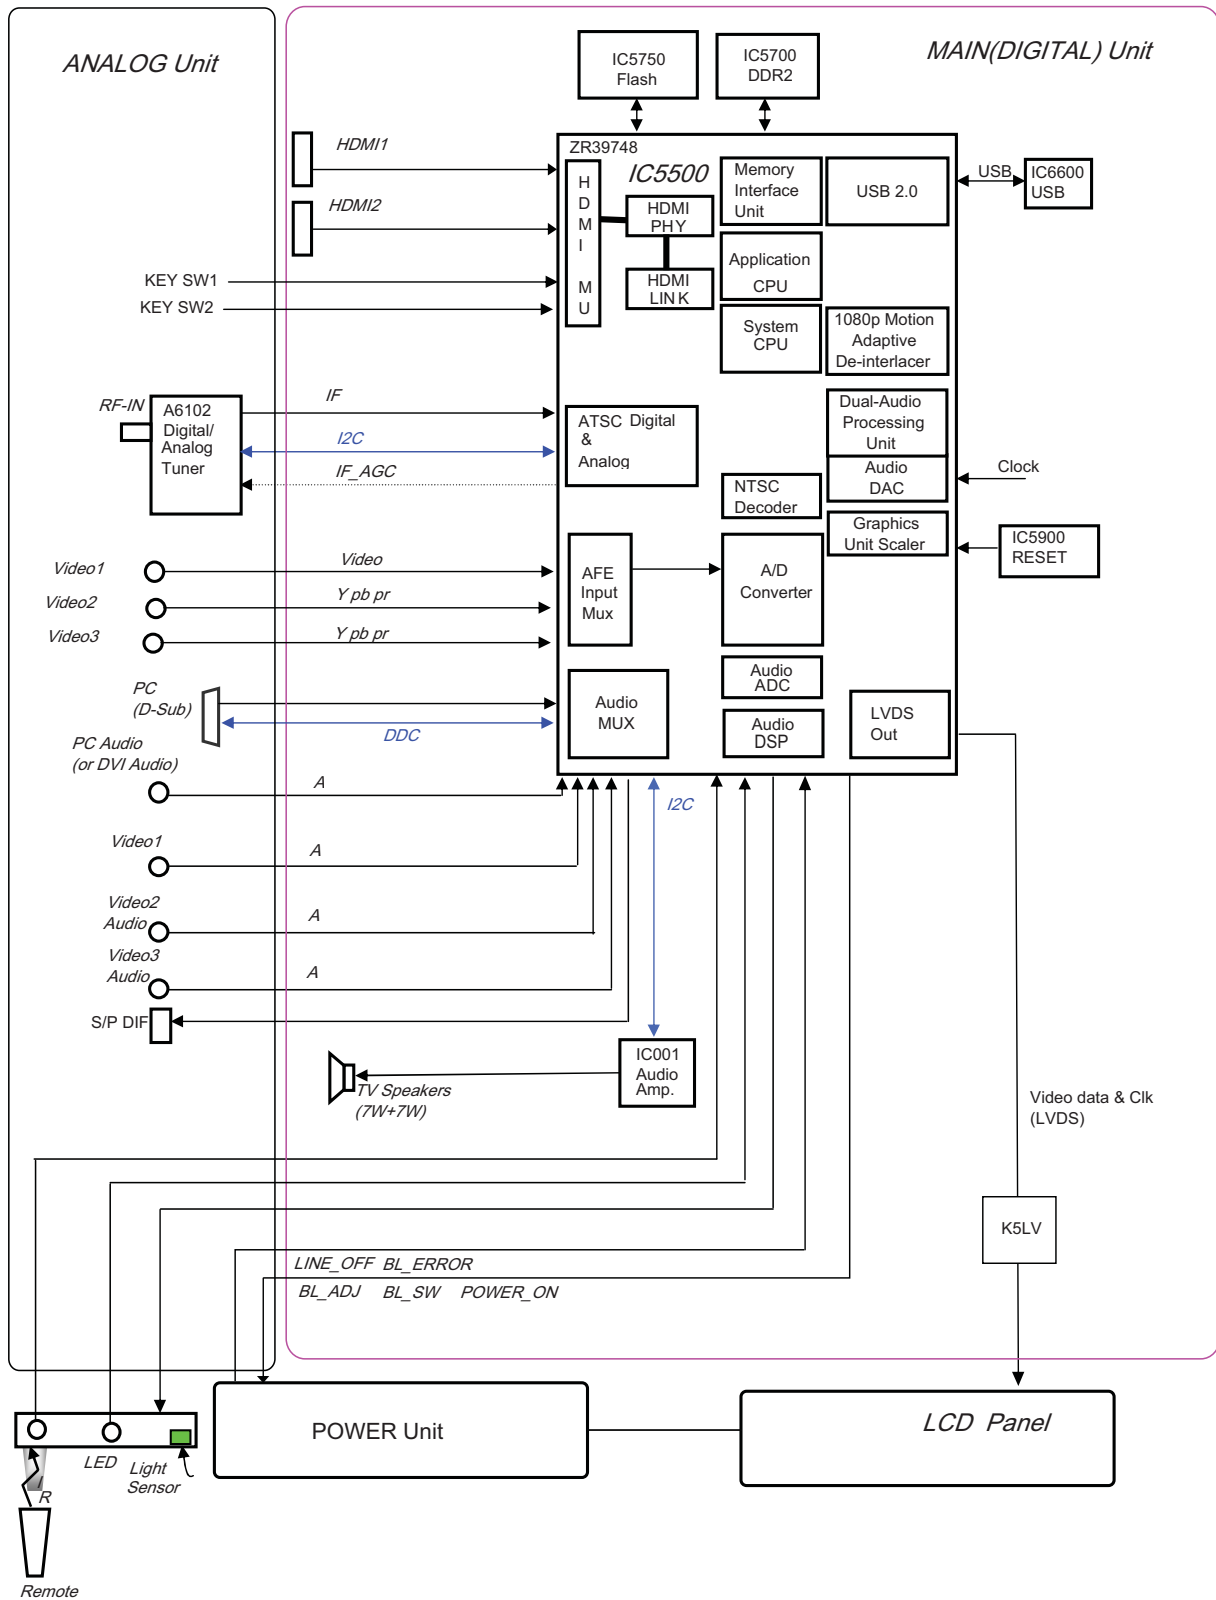 ANALOG Unit
MAIN(DIGITAL) Unit
IC5750
Flash
IC5700
DDR2
HDMI1
HDMI2
KEY SW1
KEY SW2
ZR39748
IC5500
H
D
M
I
M
U
HDMI
PHY
HDMI
LINK
Memory
Interface
Unit
USB 2.0
USB
IC6600
USB
Application
CPU
System
CPU
1080p Motion
Adaptive
De-interlacer
RF-IN
A6102
Digital/
Analog
Tuner
IF
I2C
IF_AGC
ATSC Digital
&
Analog
Dual-Audio
Processing
Unit
Audio
DAC
Clock
NTSC
Decoder
Graphics
Unit Scaler
IC5900
RESET
Video1
Video
Video2
Y pb pr
Video3
Y pb pr
AFE
Input
Mux
A/D
Converter
PC
(D-Sub)
DDC
Audio
MUX
Audio
ADC
Audio
DSP
LVDS
Out
PC Audio
(or DVI Audio)
A
I2C
Video1
A
Video2
Audio
A
Video3
Audio
A
S/P DIF
IC001
Audio
Amp.
TV Speakers
(7W+7W)
Video data & Clk
(LVDS)
K5LV
LINE_OFF BL_ERROR
BL_ADJ BL_SW POWER_ON
POWER Unit
LCD Panel
LED
Light
Sensor
I
R
Remote